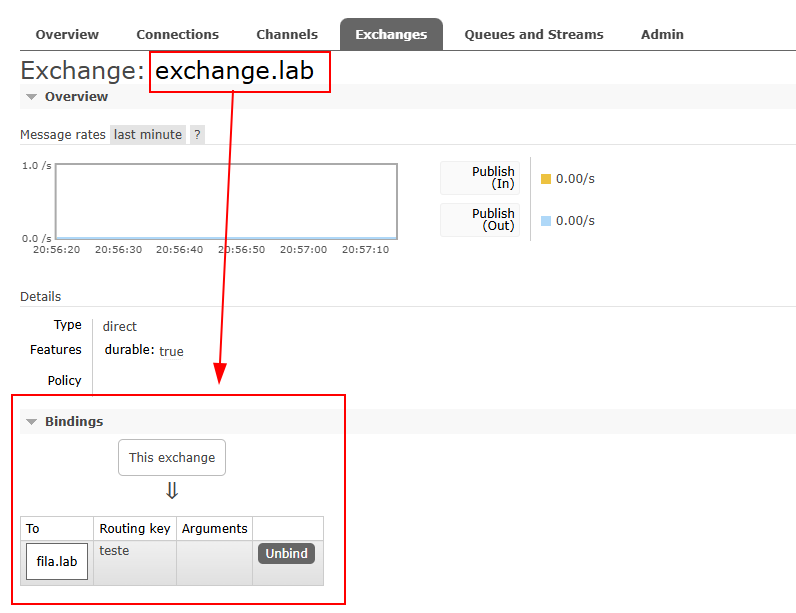 Overview Connections Channels Exchanges Queues and Streams Admin
Exchange: exchange.lab
Overview
Message rates last minute ?
1.0 /s
0.0 /s
20:56:20 20:56:30 20:56:40 20:56:50 20:57:00 20:57:10
Publish (In) 0.00/s
Publish (Out) 0.00/s
Details
Type direct
Features durable: true
Policy
Bindings
This exchange
⇓
To Routing key Arguments
fila.lab teste Unbind